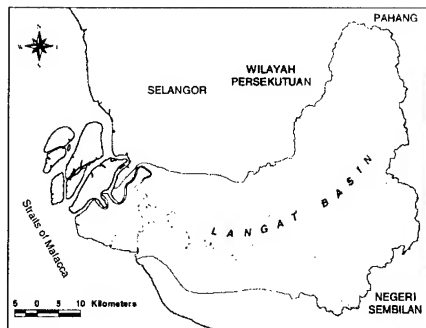 PAHANG
N
W E
S
WILAYAH
PERSEKUTUAN
SELANGOR
LANGAT BASIN
Straits of Malacca
5 0 5 10 Kilometers
NEGERI
SEMBILAN